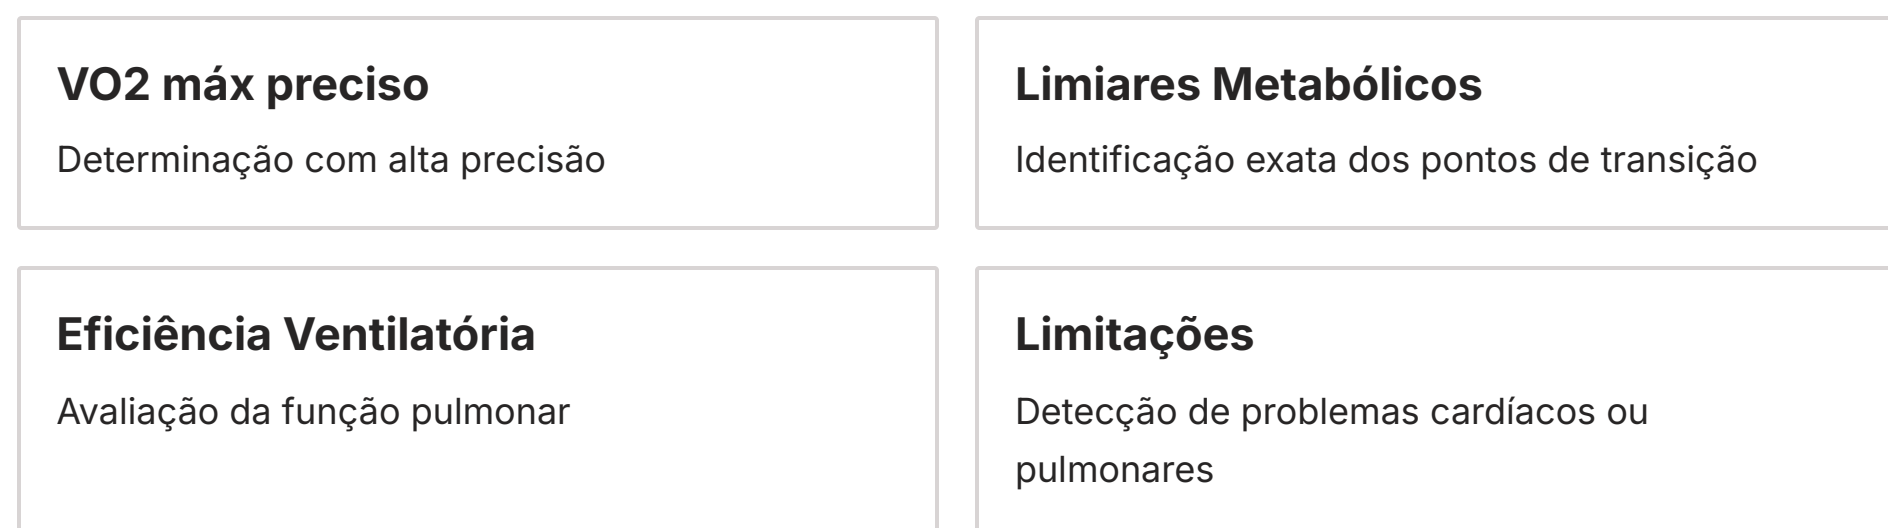 VO2 máx preciso
Determinação com alta precisão
Limiares Metabólicos
Identificação exata dos pontos de transição
Eficiência Ventilatória
Avaliação da função pulmonar
Limitações
Detecção de problemas cardíacos ou
pulmonares